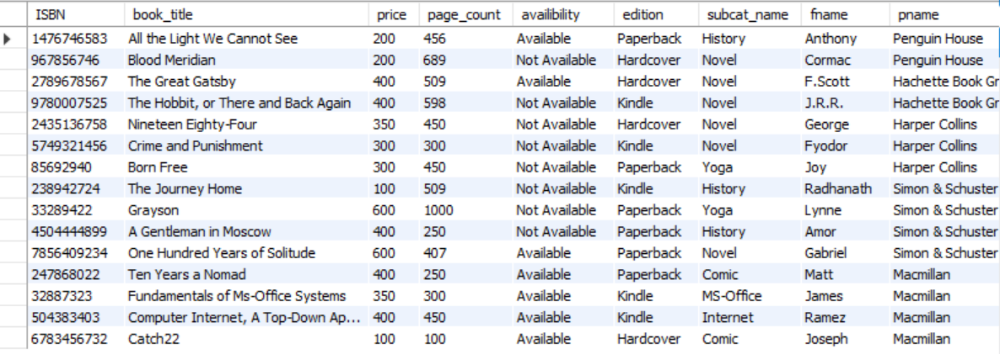 ISBN book_title price page_count availibility edition subcat_name fname pname
1476746583 All the Light We Cannot See 200 456 Available Paperback History Anthony Penguin House
967856746 Blood Meridian 200 689 Not Available Hardcover Novel Cormac Penguin House
2789678567 The Great Gatsby 400 509 Available Hardcover Novel F.Scott Hachette Book Gr
9780007525 The Hobbit, or There and Back Again 400 598 Not Available Kindle Novel J.R.R. Hachette Book Gr
2435136758 Nineteen Eighty-Four 350 450 Not Available Hardcover Novel George Harper Collins
5749321456 Crime and Punishment 300 300 Not Available Kindle Novel Fyodor Harper Collins
85692940 Born Free 300 450 Not Available Paperback Yoga Joy Harper Collins
238942724 The Journey Home 100 509 Not Available Kindle History Radhanath Simon & Schuster
33289422 Grayson 600 1000 Not Available Paperback Yoga Lynne Simon & Schuster
4504444899 A Gentleman in Moscow 400 250 Not Available Paperback History Amor Simon & Schuster
7856409234 One Hundred Years of Solitude 600 407 Available Paperback Novel Gabriel Simon & Schuster
247868022 Ten Years a Nomad 400 250 Available Paperback Comic Matt Macmillan
32887323 Fundamentals of Ms-Office Systems 350 300 Available Kindle MS-Office James Macmillan
504383403 Computer Internet, A Top-Down Ap... 400 450 Available Kindle Internet Ramez Macmillan
6783456732 Catch22 100 100 Available Hardcover Comic Joseph Macmillan